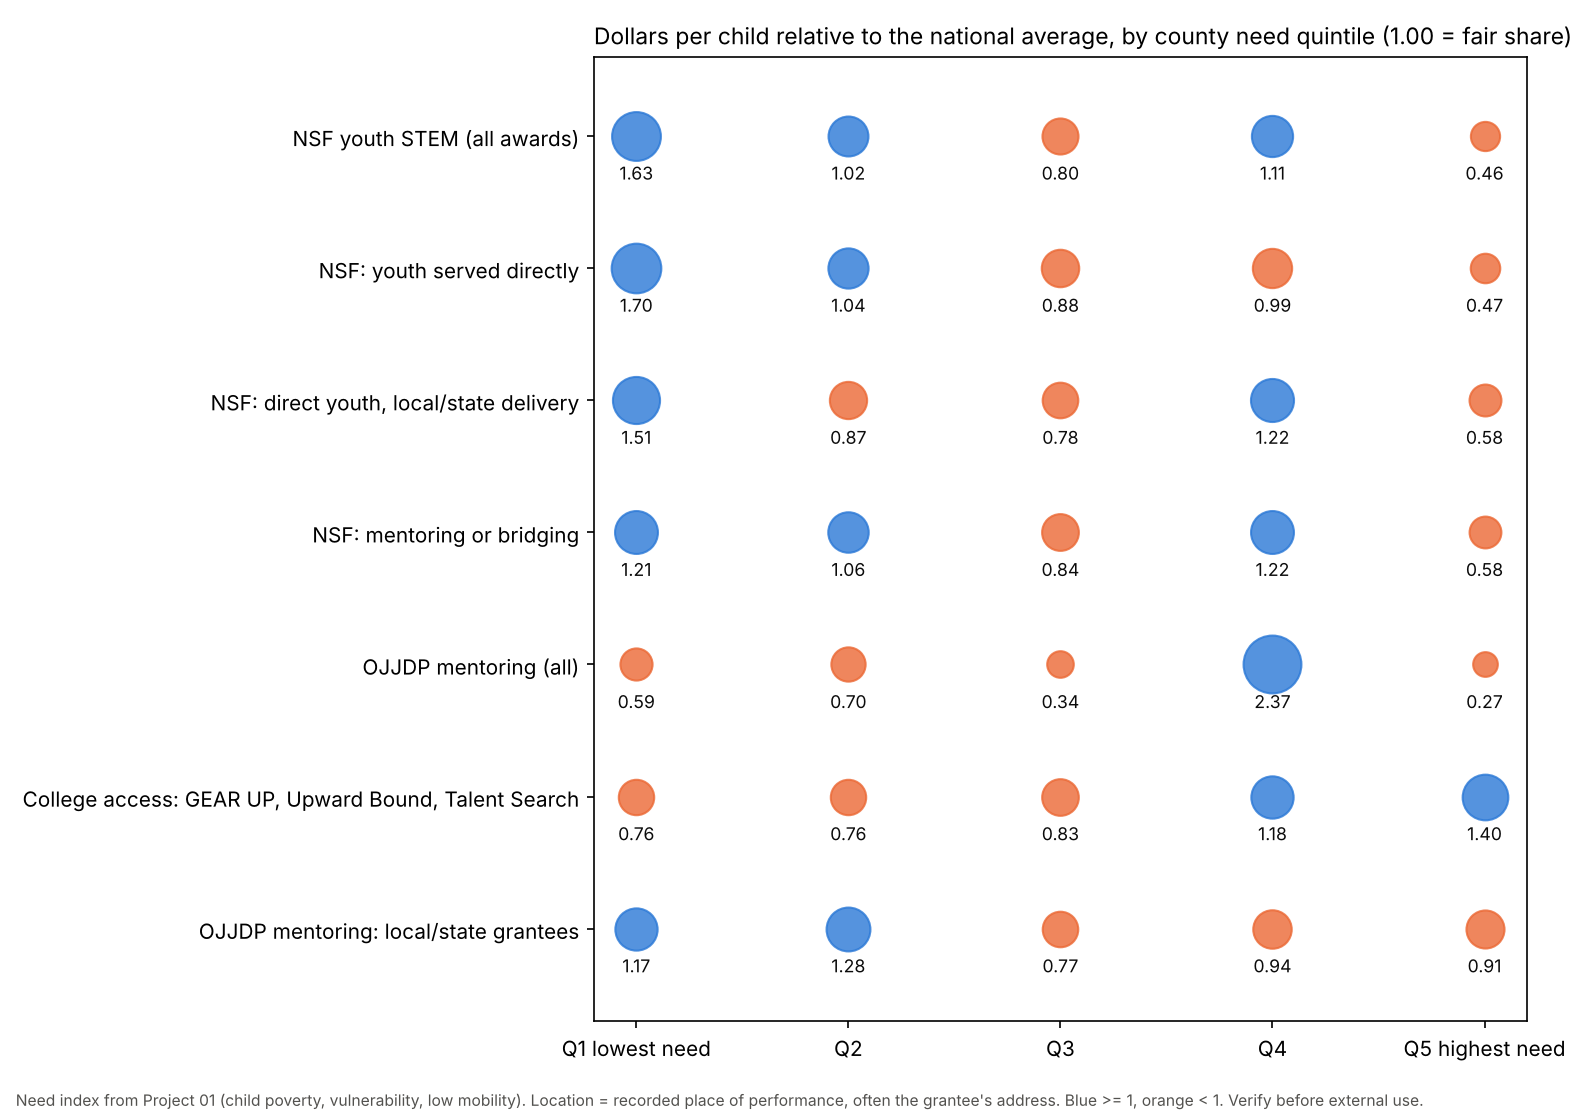 Dollars per child relative to the national average, by county need quintile (1.00 = fair share)
NSF youth STEM (all awards)
1.63 1.02 0.80 1.11 0.46
NSF: youth served directly
1.70 1.04 0.88 0.99 0.47
NSF: direct youth, local/state delivery
1.51 0.87 0.78 1.22 0.58
NSF: mentoring or bridging
1.21 1.06 0.84 1.22 0.58
OJJDP mentoring (all)
0.59 0.70 0.34 2.37 0.27
College access: GEAR UP, Upward Bound, Talent Search
0.76 0.76 0.83 1.18 1.40
OJJDP mentoring: local/state grantees
1.17 1.28 0.77 0.94 0.91
Q1 lowest need Q2 Q3 Q4 Q5 highest need
Need index from Project 01 (child poverty, vulnerability, low mobility). Location = recorded place of performance, often the grantee's address. Blue >= 1, orange < 1. Verify before external use.